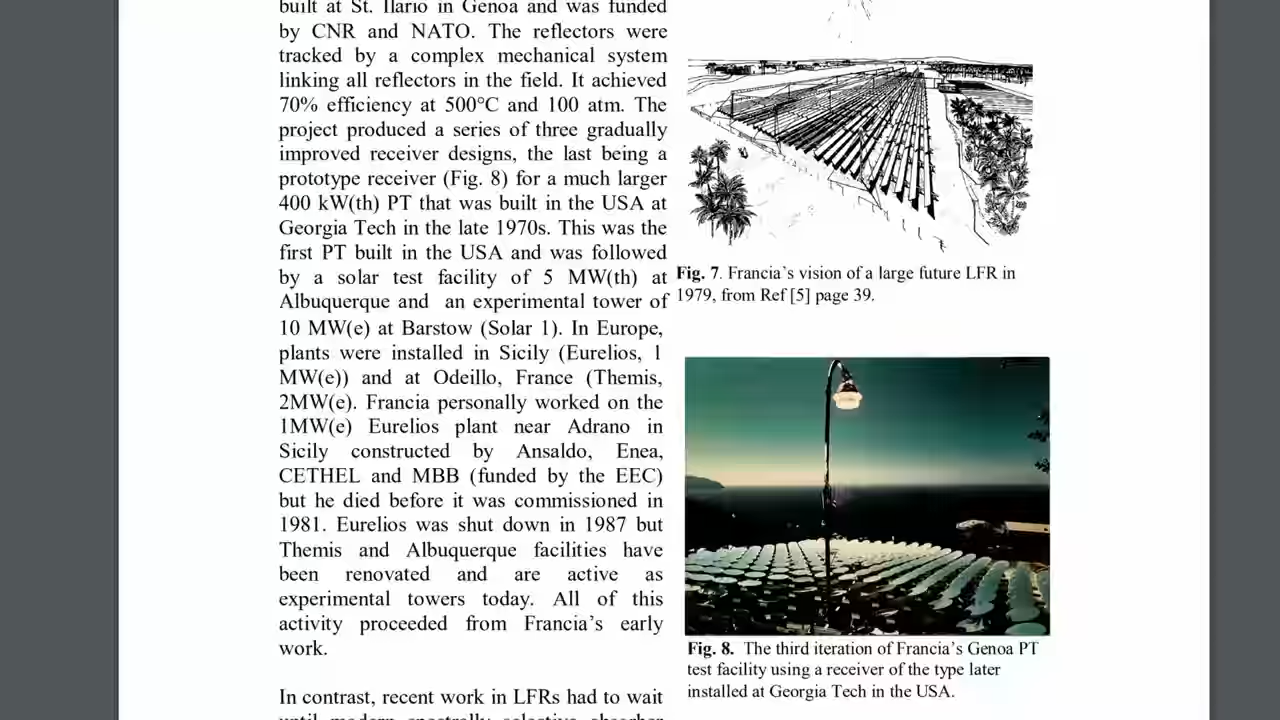 built at St. Ilario in Genoa and was funded
by CNR and NATO. The reflectors were
tracked by a complex mechanical system
linking all reflectors in the field. It achieved
70% efficiency at 500°C and 100 atm. The
project produced a series of three gradually
improved receiver designs, the last being a
prototype receiver (Fig. 8) for a much larger
400 kW(th) PT that was built in the USA at
Georgia Tech in the late 1970s. This was the
first PT built in the USA and was followed
by a solar test facility of 5 MW(th) at
Albuquerque and an experimental tower of
10 MW(e) at Barstow (Solar 1). In Europe,
plants were installed in Sicily (Eurelios, 1
MW(e)) and at Odeillo, France (Themis,
2MW(e). Francia personally worked on the
1MW(e) Eurelios plant near Adrano in
Sicily constructed by Ansaldo, Enea,
CETHEL and MBB (funded by the EEC)
but he died before it was commissioned in
1981. Eurelios was shut down in 1987 but
Themis and Albuquerque facilities have
been renovated and are active as
experimental towers today. All of this
activity proceeded from Francia's early
work.
In contrast, recent work in LFRs had to wait
until modern spectrally selective absorber
Fig. 7. Francia's vision of a large future LFR in
1979, from Ref [5] page 39.
Fig. 8. The third iteration of Francia's Genoa PT
test facility using a receiver of the type later
installed at Georgia Tech in the USA.